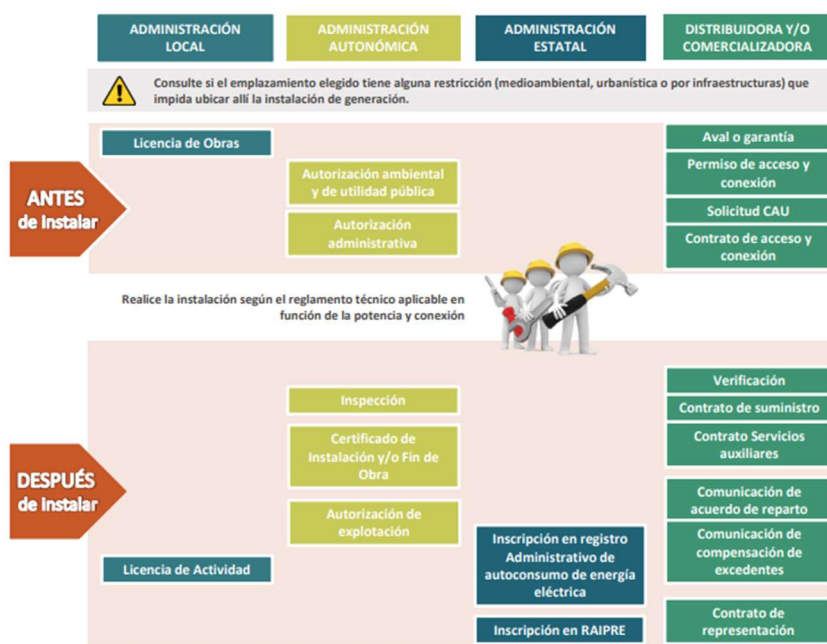 ADMINISTRACIÓN
LOCAL
ADMINISTRACIÓN
AUTONÓMICA
ADMINISTRACIÓN
ESTATAL
DISTRIBUIDORA Y/O
COMERCIALIZADORA
Consulte si el emplazamiento elegido tiene alguna restricción (medioambiental, urbanística o por infraestructuras) que
impida ubicar allí la instalación de generación.
ANTES
de Instalar
Licencia de Obras
Autorización ambiental
y de utilidad pública
Autorización
administrativa
Aval o garantía
Permiso de acceso y
conexión
Solicitud CAU
Contrato de acceso y
conexión
Realice la instalación según el reglamento técnico aplicable en
función de la potencia y conexión
DESPUÉS
de Instalar
Inspección
Certificado de
Instalación y/o Fin de
Obra
Autorización de
explotación
Licencia de Actividad
Inscripción en registro
Administrativo de
autoconsumo de energía
eléctrica
Inscripción en RAIPRE
Verificación
Contrato de suministro
Contrato Servicios
auxiliares
Comunicación de
acuerdo de reparto
Comunicación de
compensación de
excedentes
Contrato de
representación